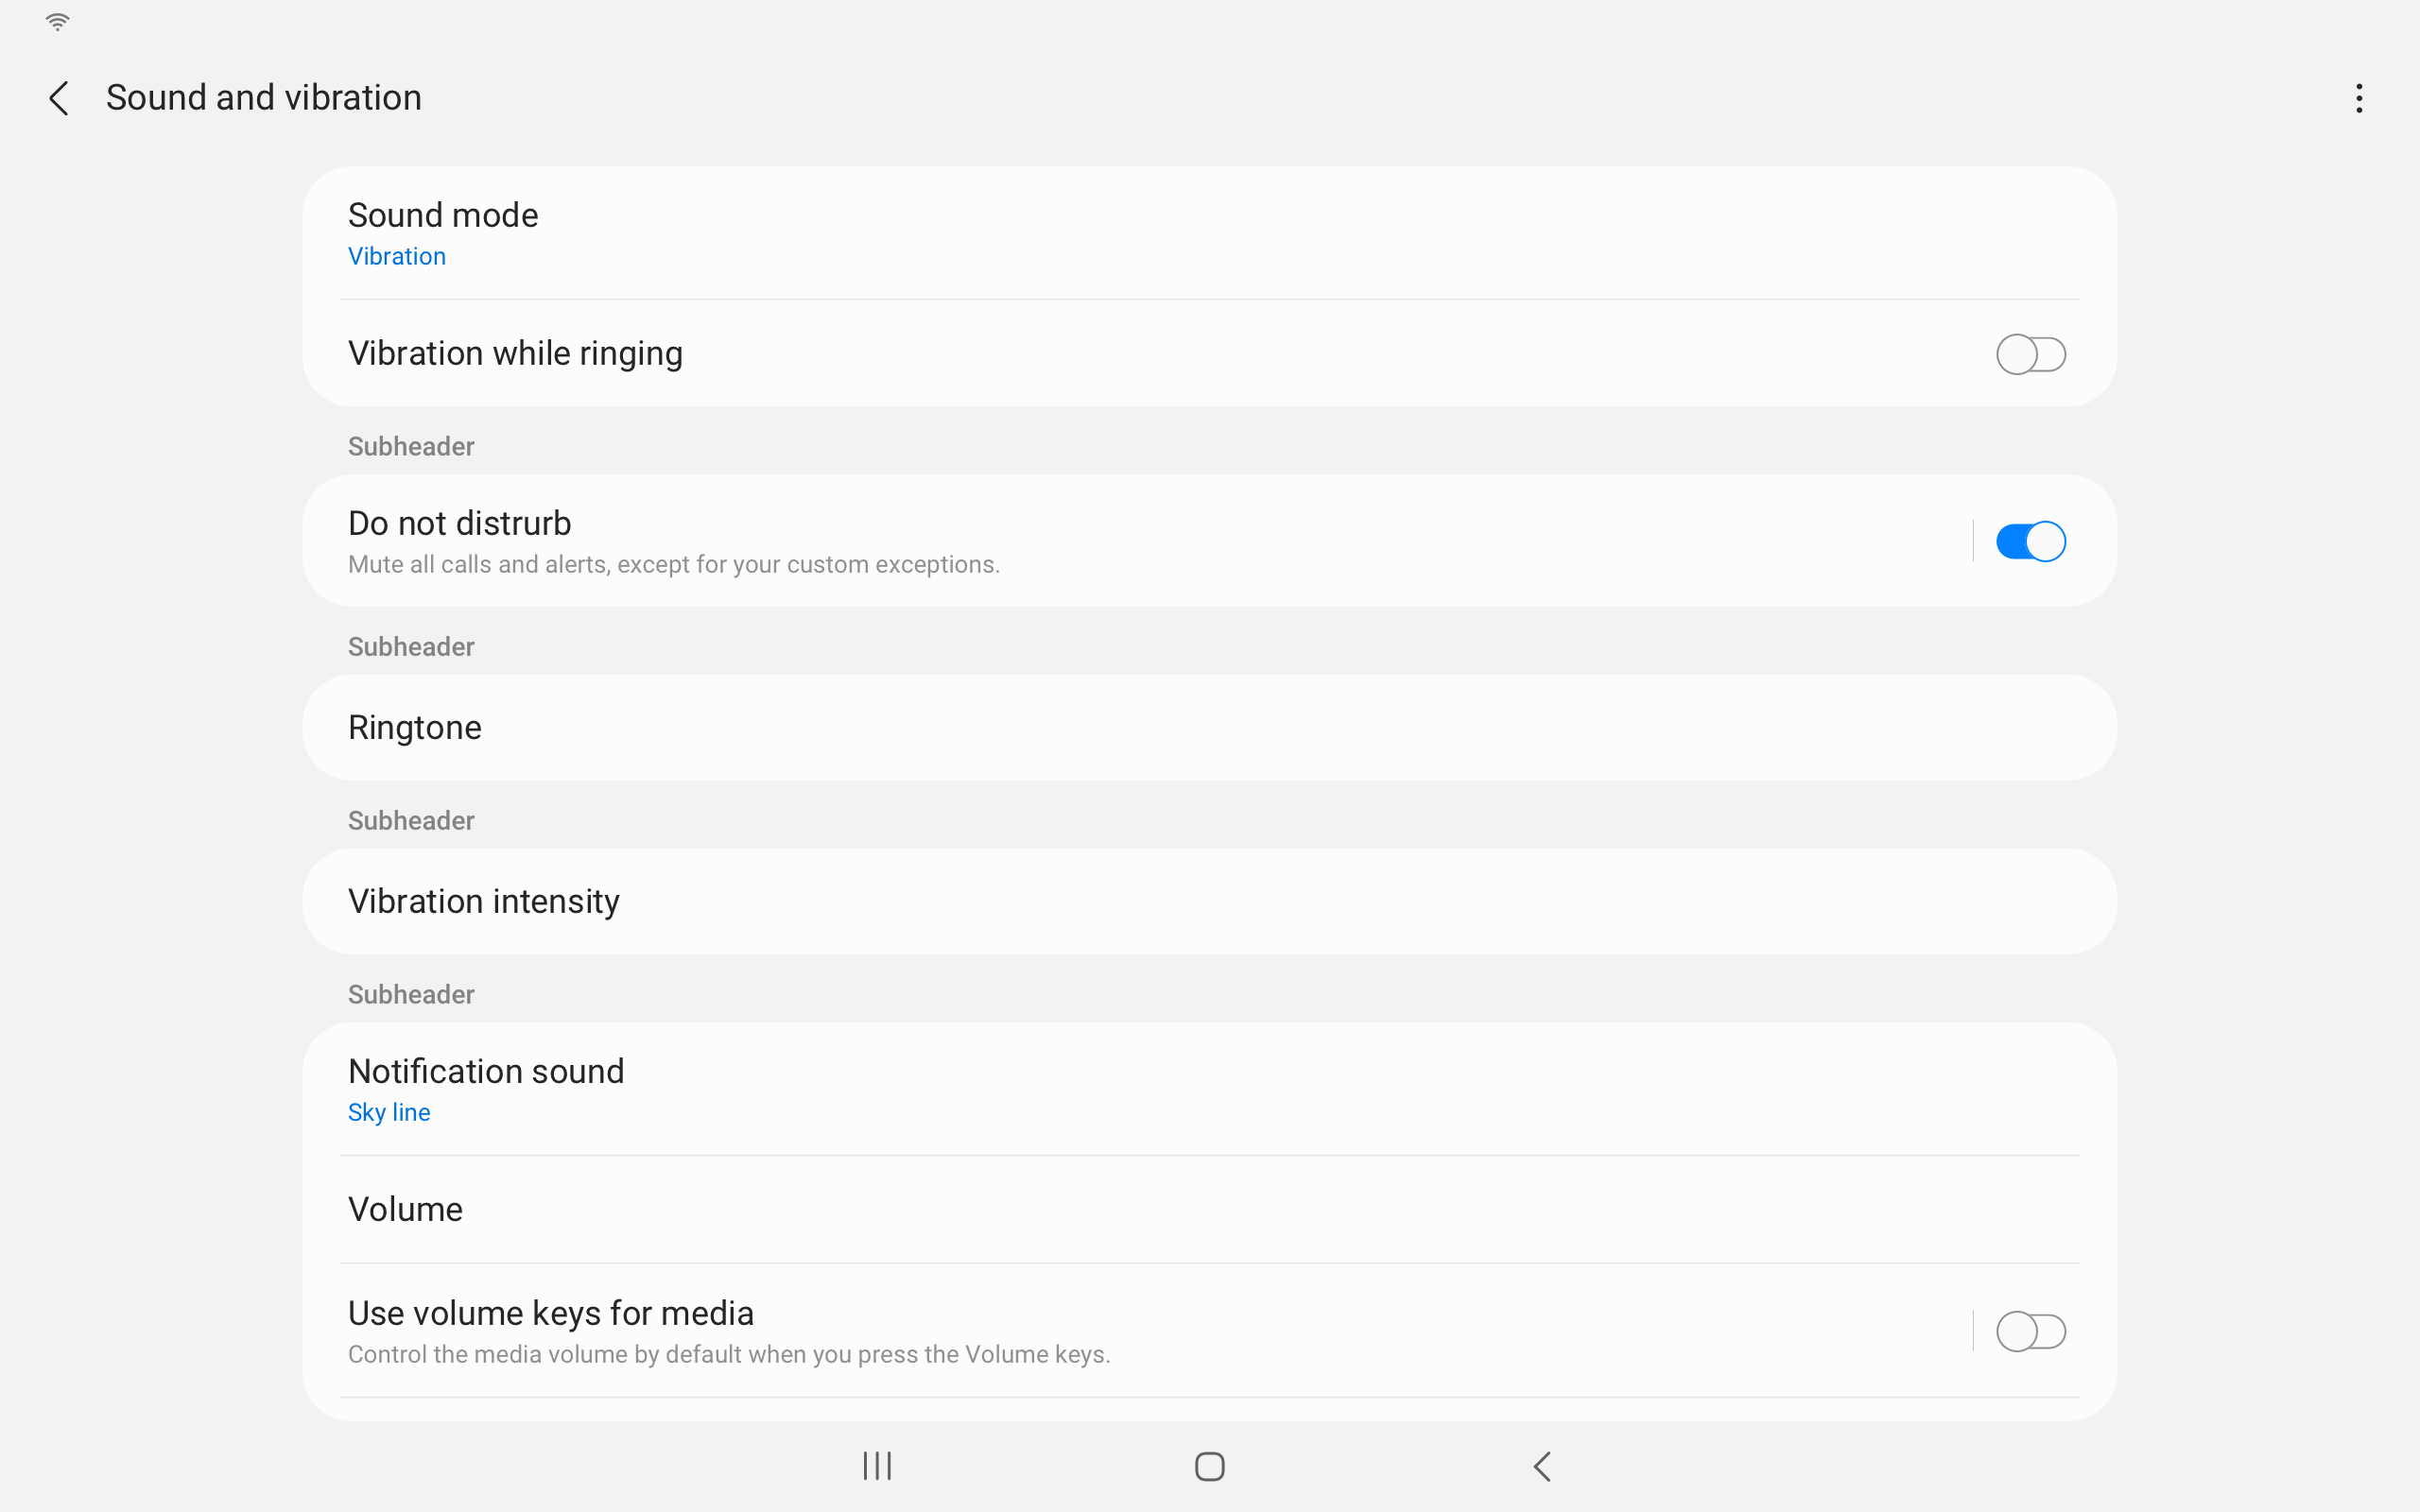 Sound and vibration
Sound mode
Vibration
Vibration while ringing
Subheader
Do not distrurb
Mute all calls and alerts, except for your custom exceptions.
Subheader
Ringtone
Subheader
Vibration intensity
Subheader
Notification sound
Sky line
Volume
Use volume keys for media
Control the media volume by default when you press the Volume keys.